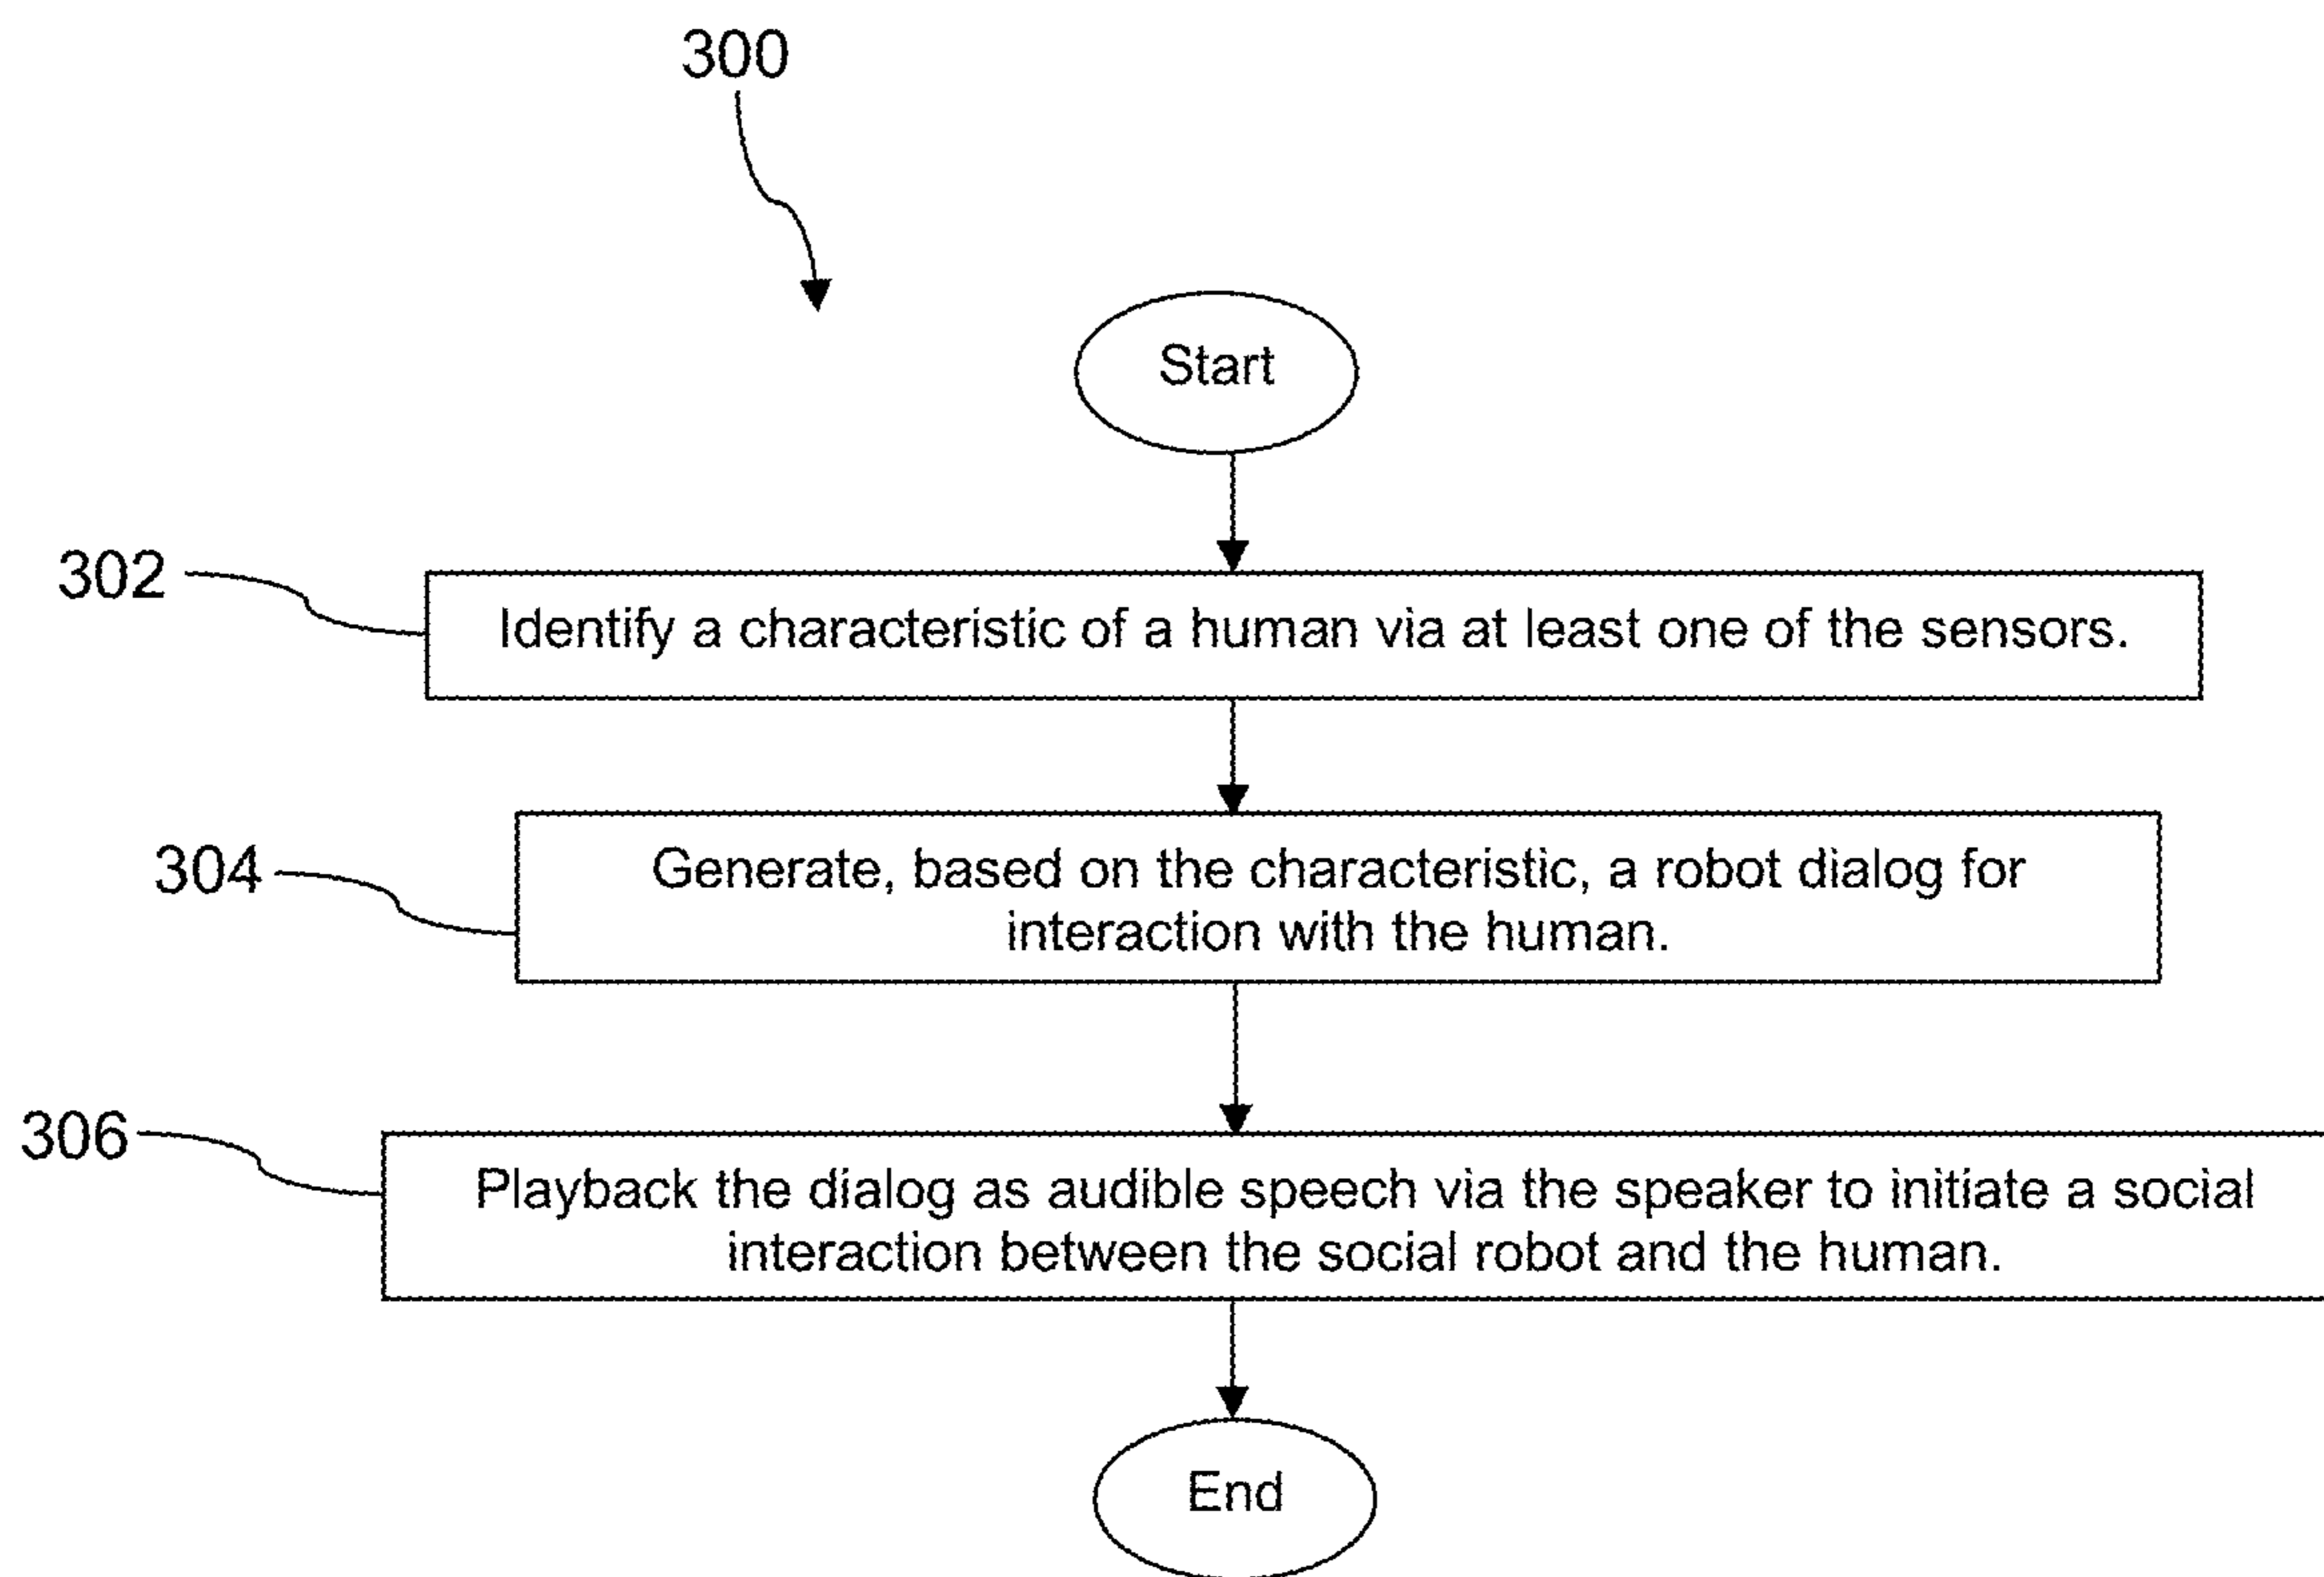 300
Start
302
Identify a characteristic of a human via at least one of the sensors.
304
Generate, based on the characteristic, a robot dialog for
interaction with the human.
306
Playback the dialog as audible speech via the speaker to initiate a social
interaction between the social robot and the human.
End